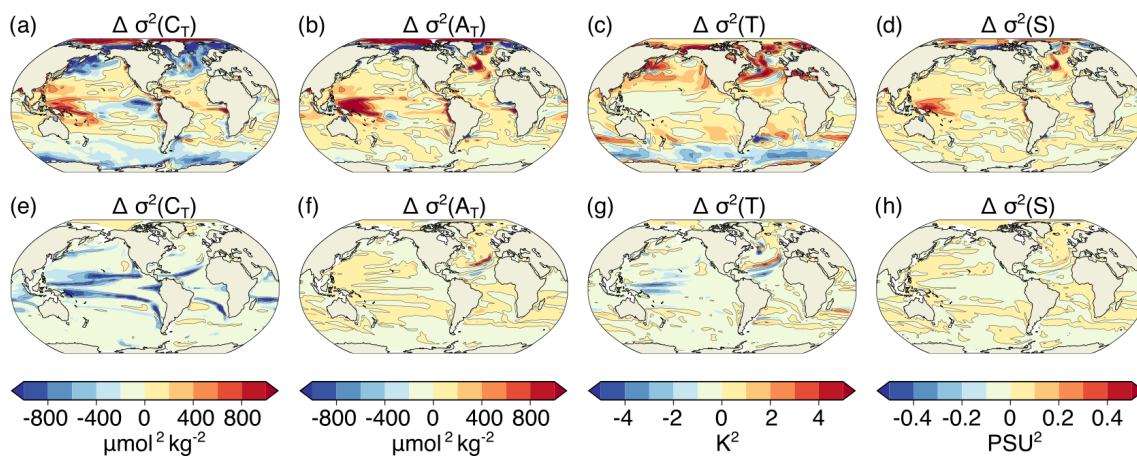 (a) Δ σ²(C_T) (b) Δ σ²(A_T) (c) Δ σ²(T) (d) Δ σ²(S)
(e) Δ σ²(C_T) (f) Δ σ²(A_T) (g) Δ σ²(T) (h) Δ σ²(S)
-800 -400 0 400 800 -800 -400 0 400 800 -4 -2 0 2 4 -0.4 -0.2 0 0.2 0.4
μmol² kg⁻² μmol² kg⁻² K² PSU²